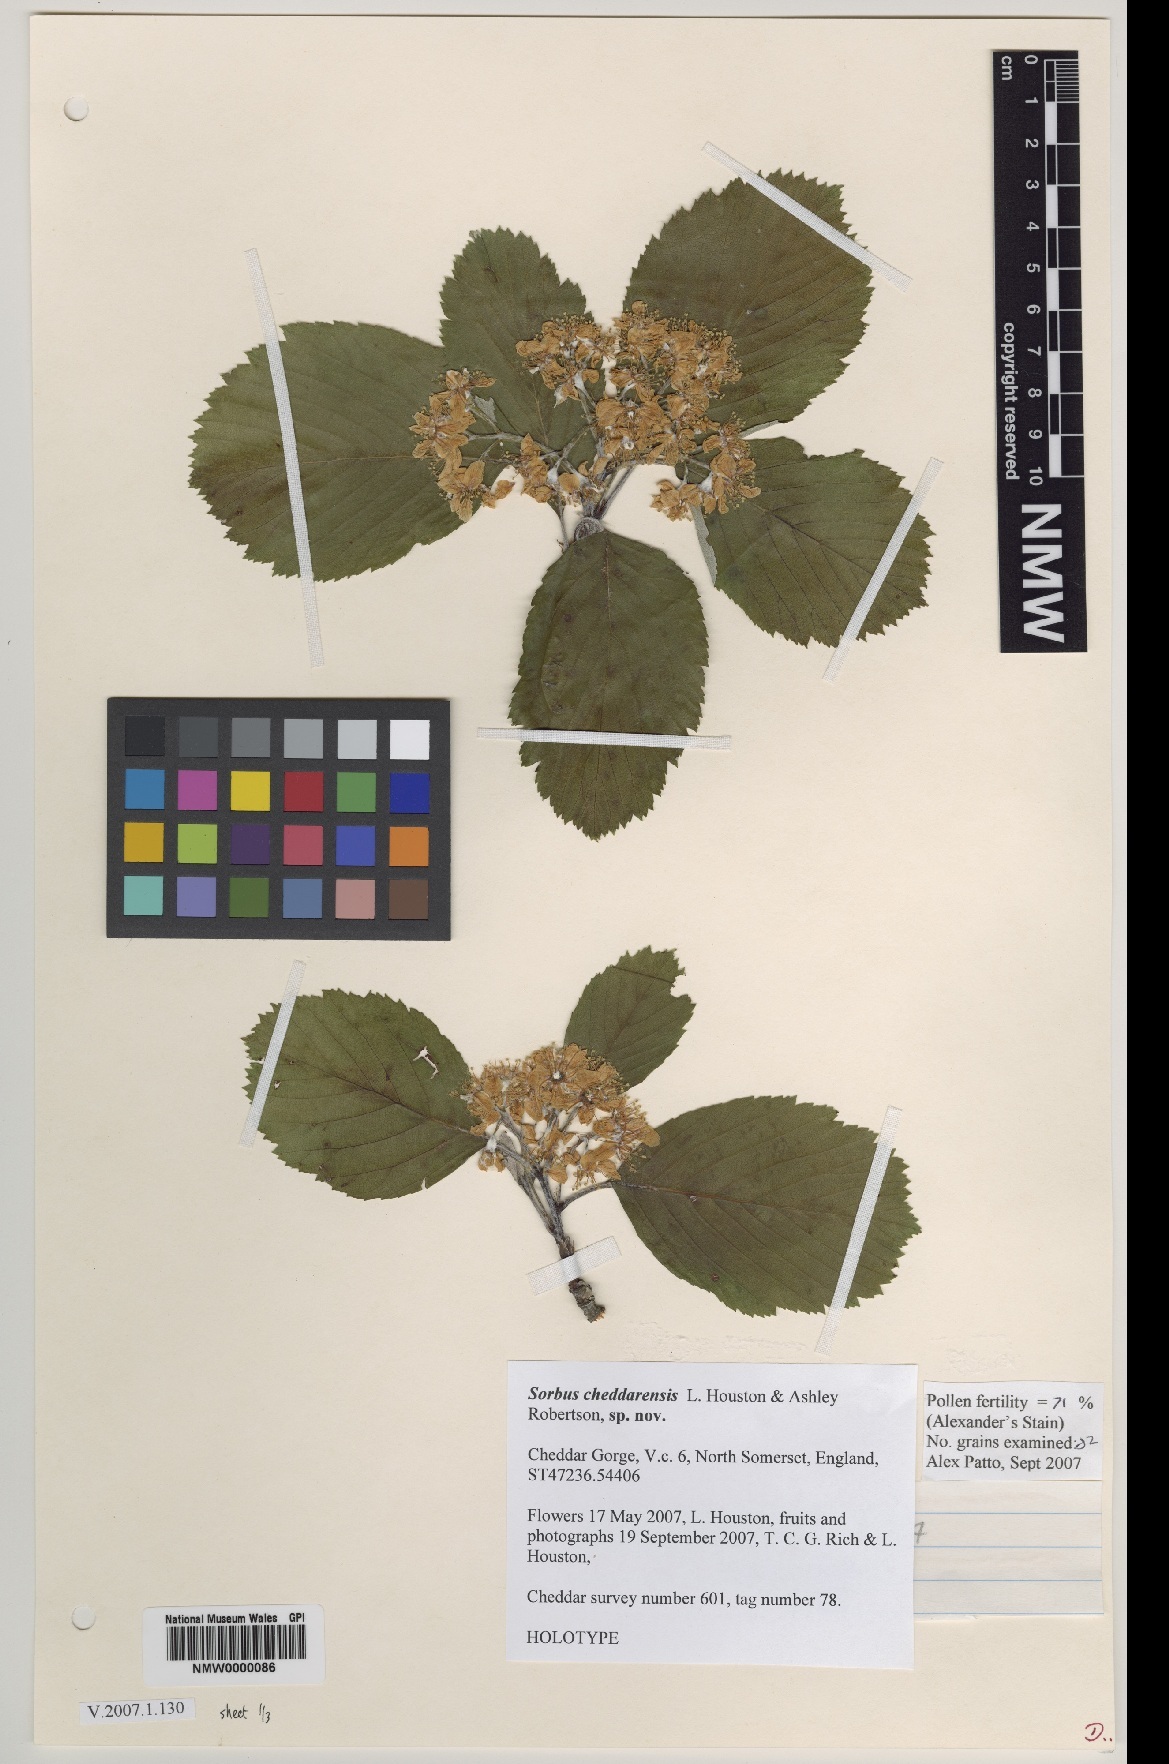 0 1 2 3 4 5 6 7 8 9 10
cm
copyright reserved
NMW
Sorbus cheddarensis L. Houston & Ashley
Robertson, sp. nov.
Cheddar Gorge, V.c. 6, North Somerset, England,
ST47236.54406
Flowers 17 May 2007, L. Houston, fruits and
photographs 19 September 2007, T. C. G. Rich & L.
Houston,
Cheddar survey number 601, tag number 78.
HOLOTYPE
Pollen fertility = 71 %
(Alexander's Stain)
No. grains examined:
Alex Patto, Sept 2007
7
National Museum Wales GPI
NMW0000086
V.2007.1.130 sheet 1/3
D..